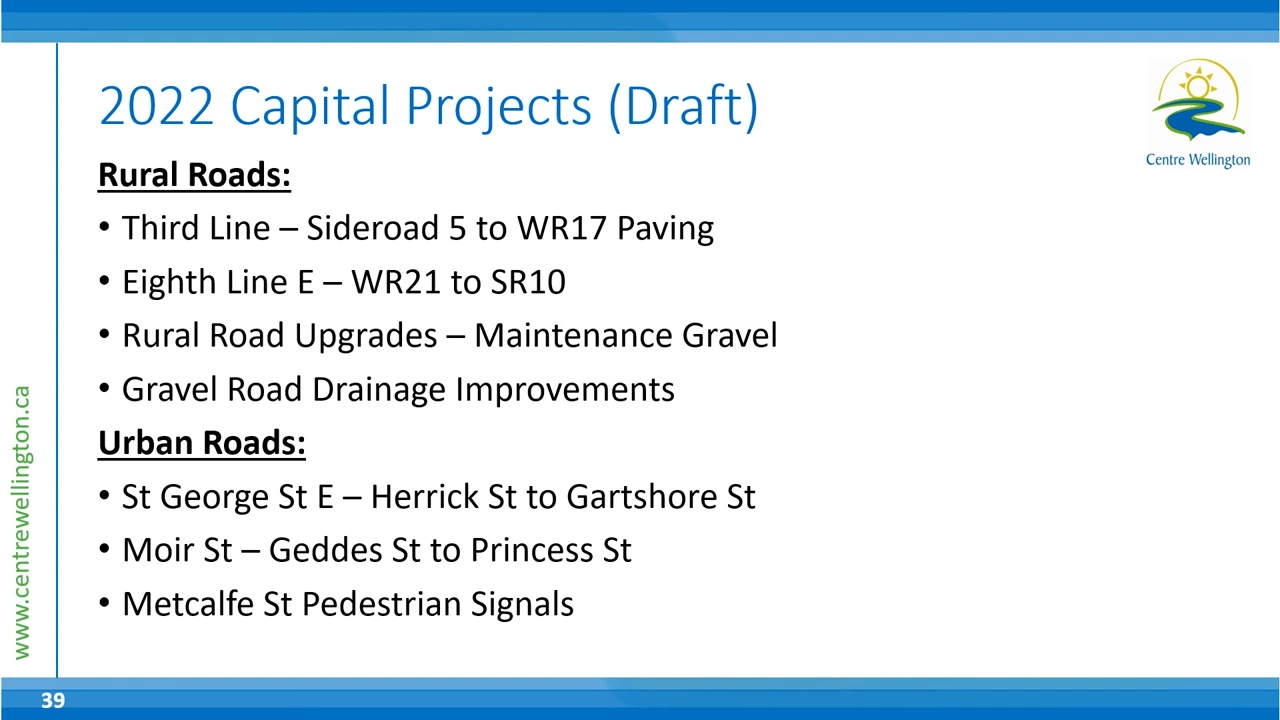 2022 Capital Projects (Draft)
Centre Wellington
Rural Roads:
• Third Line – Sideroad 5 to WR17 Paving
• Eighth Line E – WR21 to SR10
• Rural Road Upgrades – Maintenance Gravel
• Gravel Road Drainage Improvements
Urban Roads:
• St George St E – Herrick St to Gartshore St
• Moir St – Geddes St to Princess St
• Metcalfe St Pedestrian Signals
www.centrewellington.ca
39